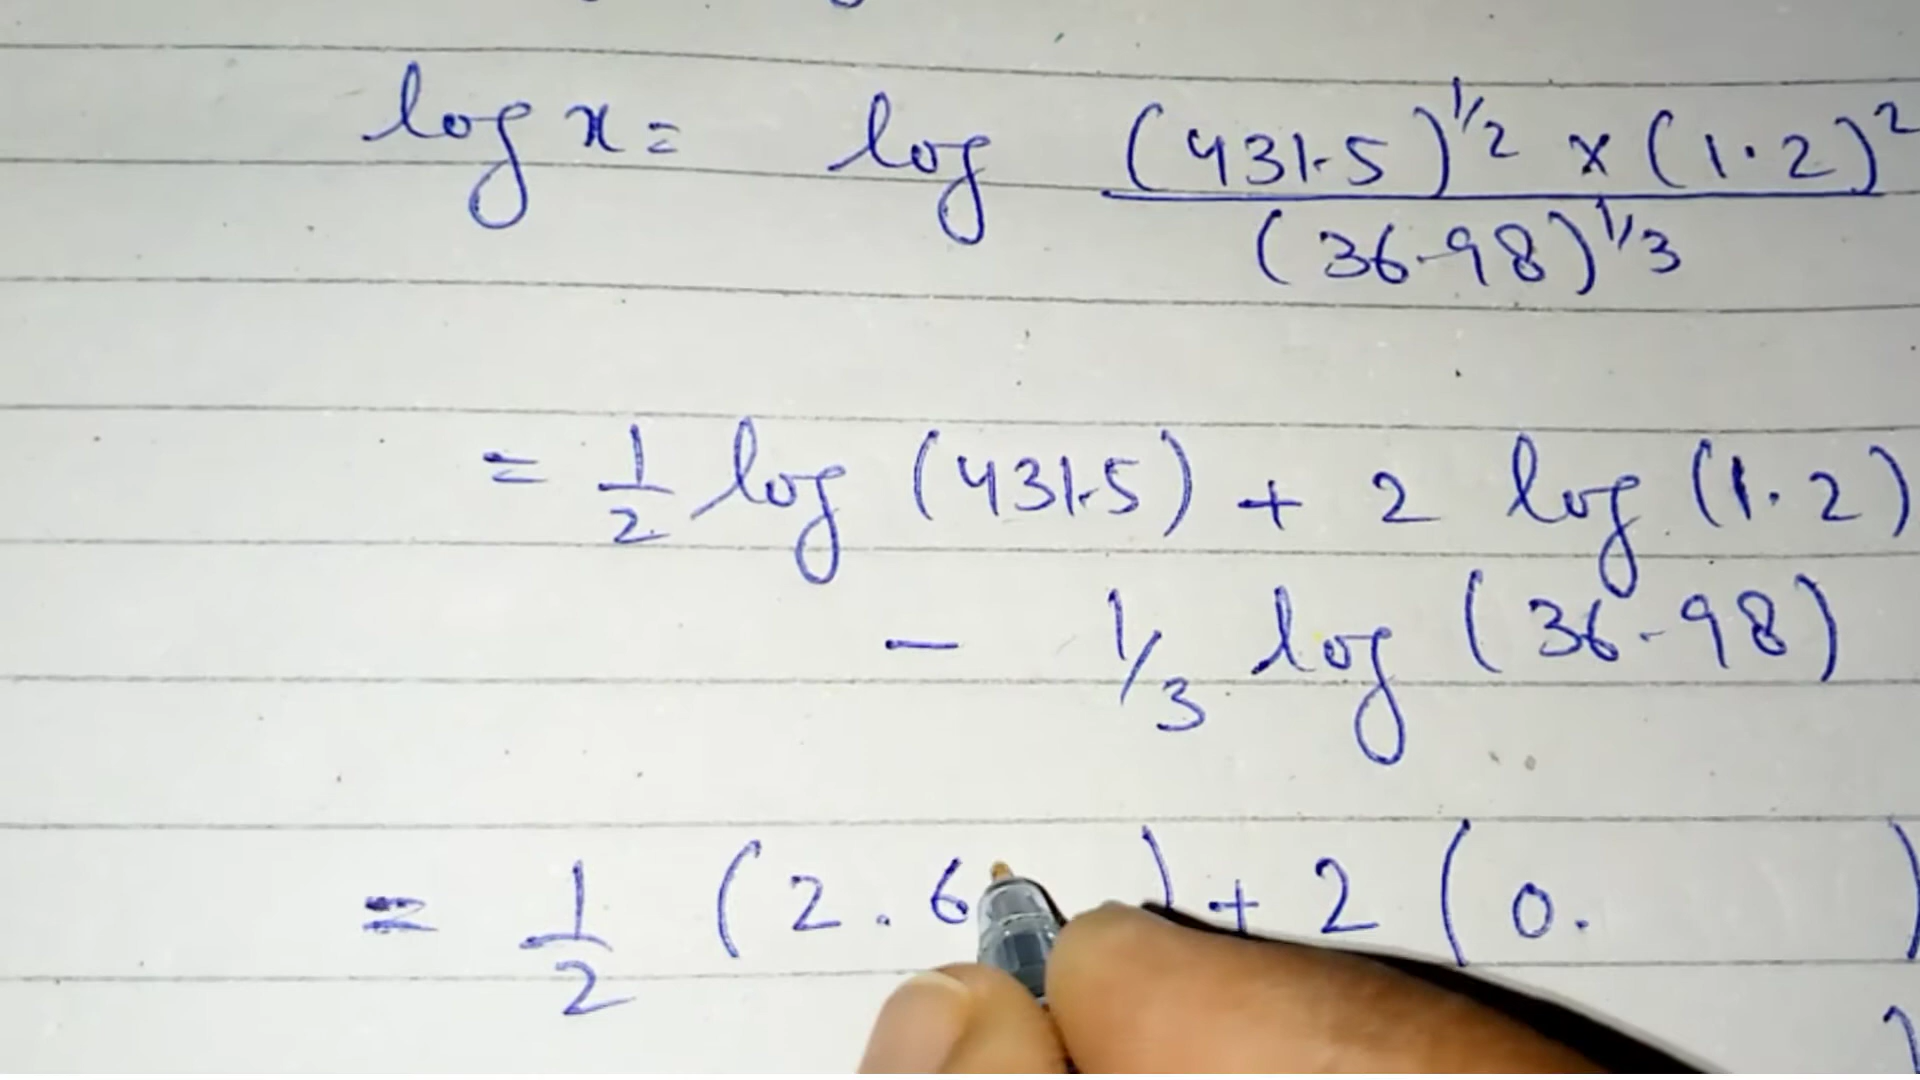 log x = log (431.5)^1/2 × (1.2)^2 / (36.98)^1/3
= 1/2 log (431.5) + 2 log (1.2)
- 1/3 log (36.98)
= 1/2 (2.6 ) + 2 (0. )
)